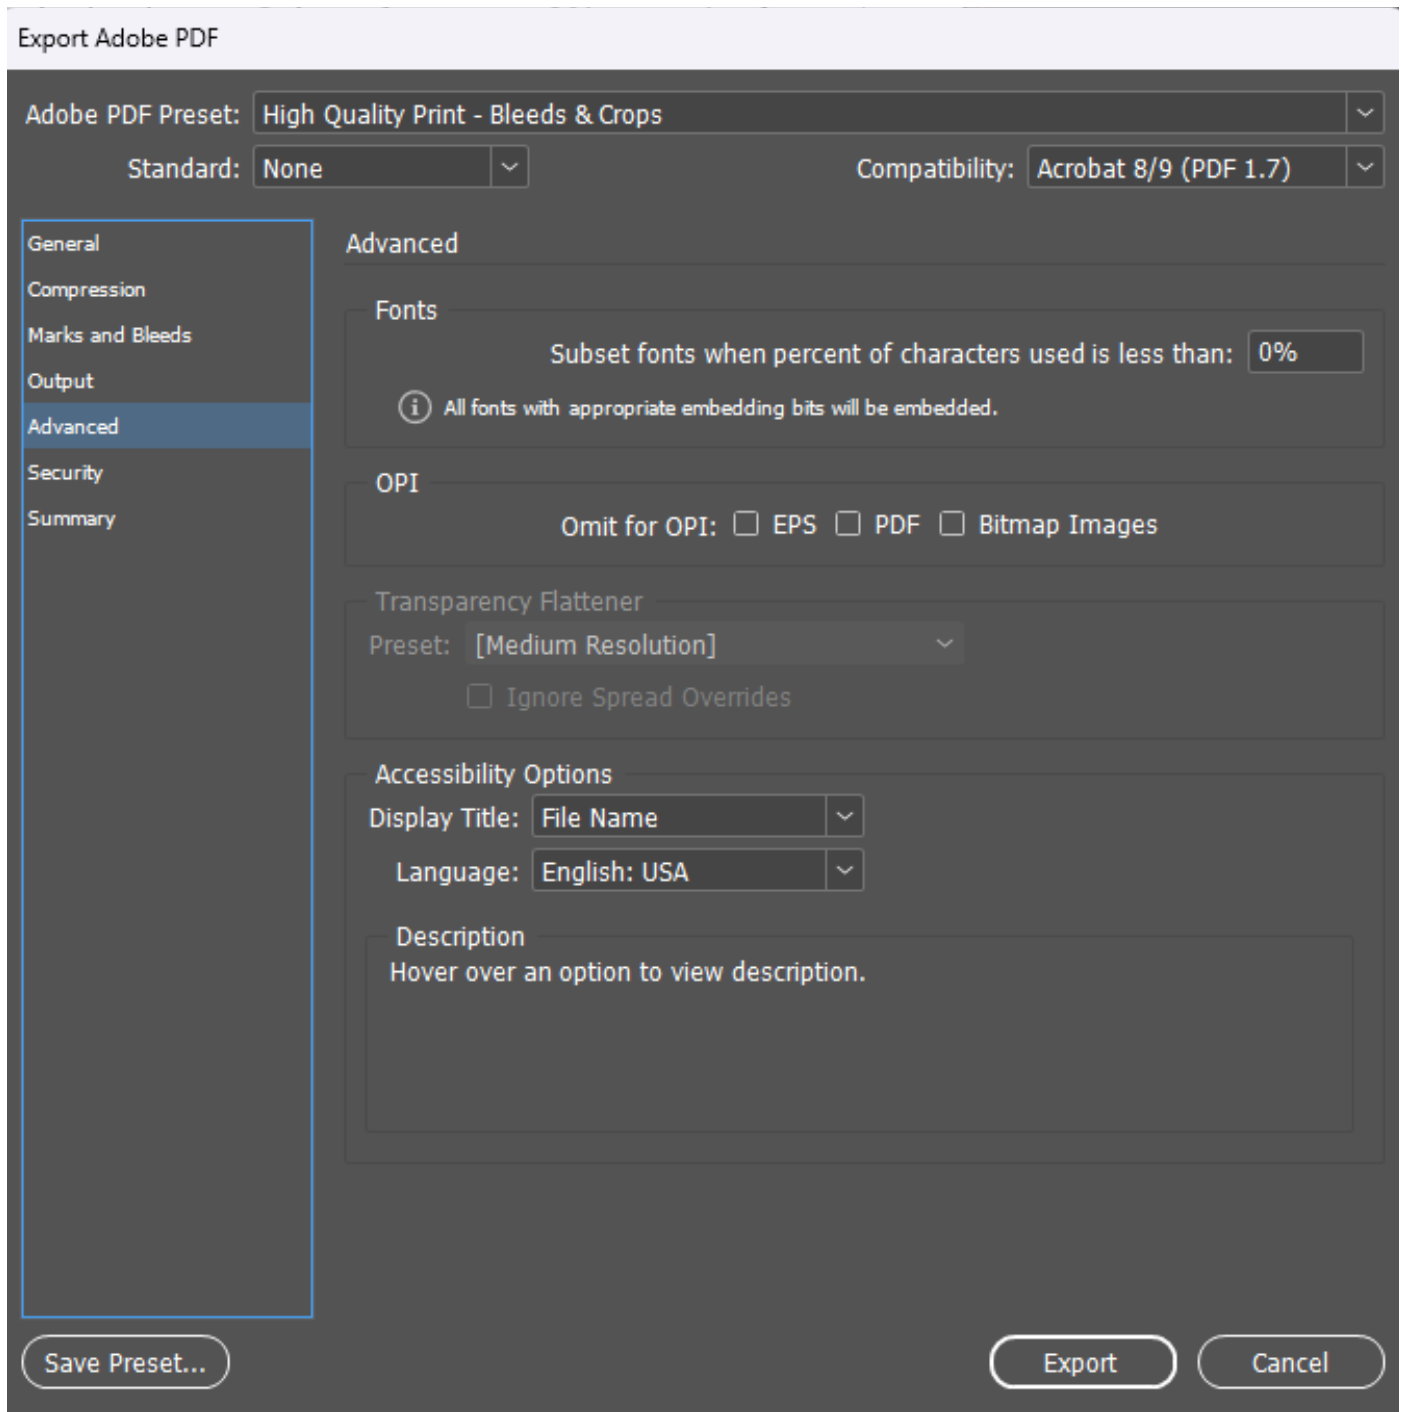 Export Adobe PDF
Adobe PDF Preset: High Quality Print - Bleeds & Crops
Standard: None Compatibility: Acrobat 8/9 (PDF 1.7)
General
Compression
Marks and Bleeds
Output
Advanced
Security
Summary
Advanced
Fonts
Subset fonts when percent of characters used is less than: 0%
All fonts with appropriate embedding bits will be embedded.
OPI
Omit for OPI: EPS PDF Bitmap Images
Transparency Flattener
Preset: [Medium Resolution]
Ignore Spread Overrides
Accessibility Options
Display Title: File Name
Language: English: USA
Description
Hover over an option to view description.
Save Preset... Export Cancel